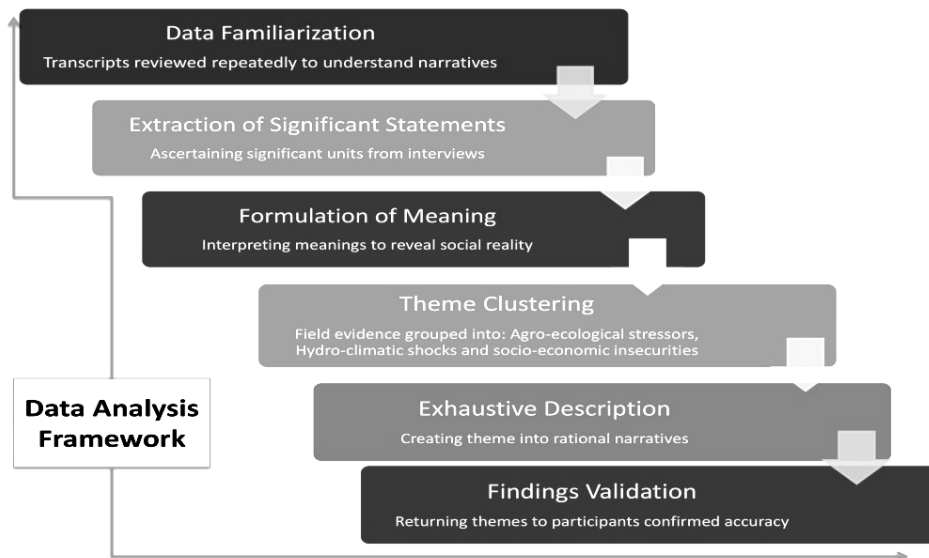 Data Familiarization
Transcripts reviewed repeatedly to understand narratives
Extraction of Significant Statements
Ascertaining significant units from interviews
Formulation of Meaning
Interpreting meanings to reveal social reality
Theme Clustering
Field evidence grouped into: Agro-ecological stressors,
Hydro-climatic shocks and socio-economic insecurities
Exhaustive Description
Creating theme into rational narratives
Findings Validation
Returning themes to participants confirmed accuracy
Data Analysis
Framework